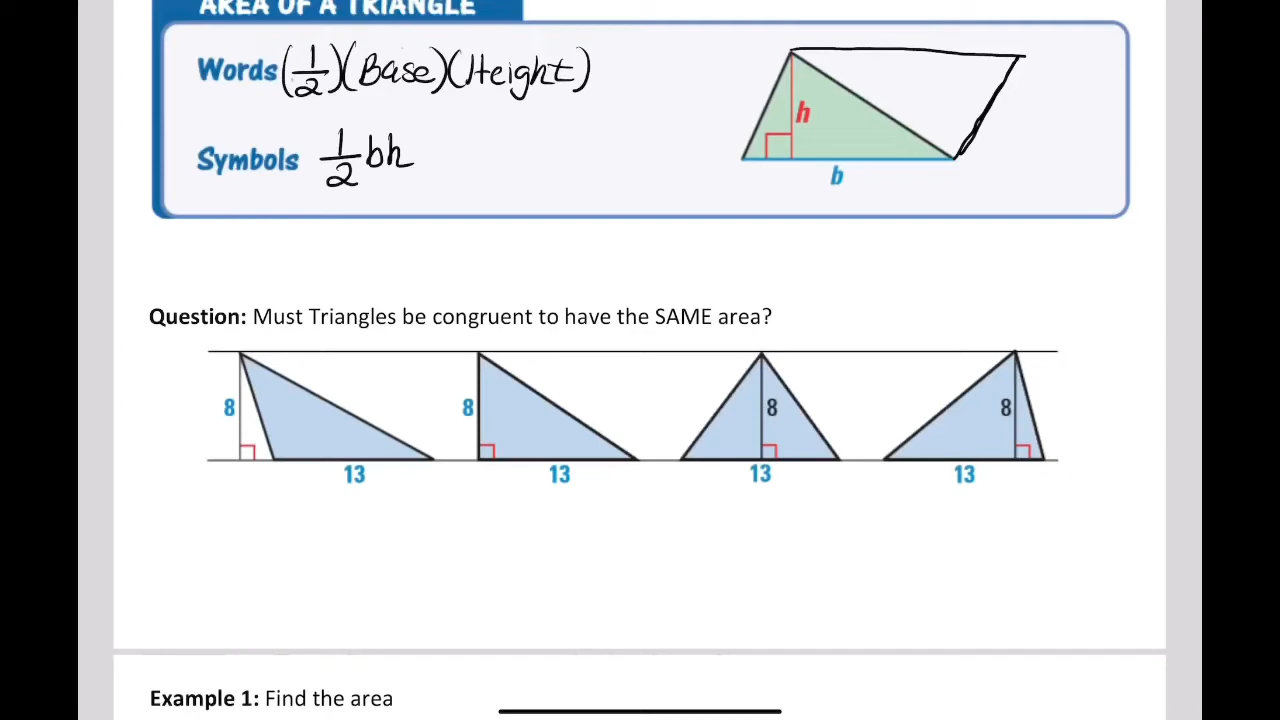 AREA OF A TRIANGLE
Words (1/2)(Base)(Height)
h
Symbols 1/2 bh
b
Question: Must Triangles be congruent to have the SAME area?
8 8 8 8
13 13 13 13
Example 1: Find the area